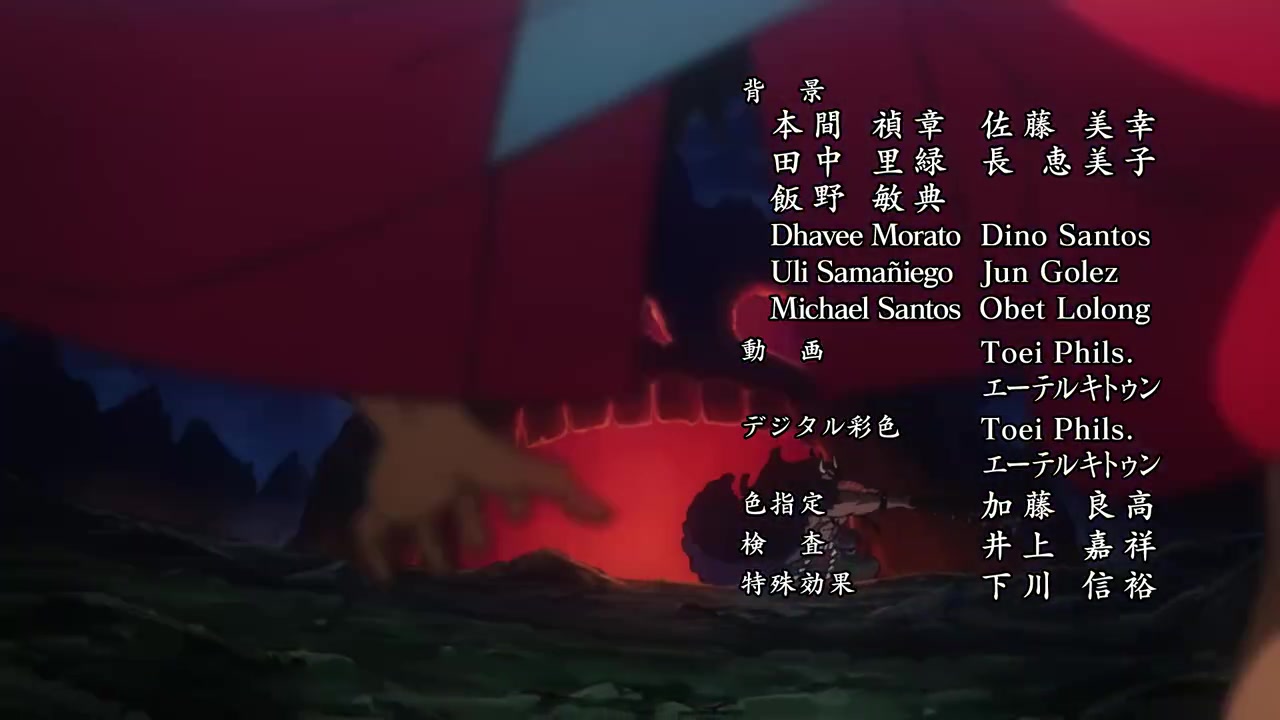 背　景
本間　禎章　佐藤　美幸
田中　里緑　長　恵美子
飯野　敏典
Dhavee Morato　Dino Santos
Uli Samañiego　Jun Golez
Michael Santos　Obet Lolong
動　画　Toei Phils.
エーテルキトゥン
デジタル彩色　Toei Phils.
エーテルキトゥン
色指定　加藤　良高
検　査　井上　嘉祥
特殊効果　下川　信裕